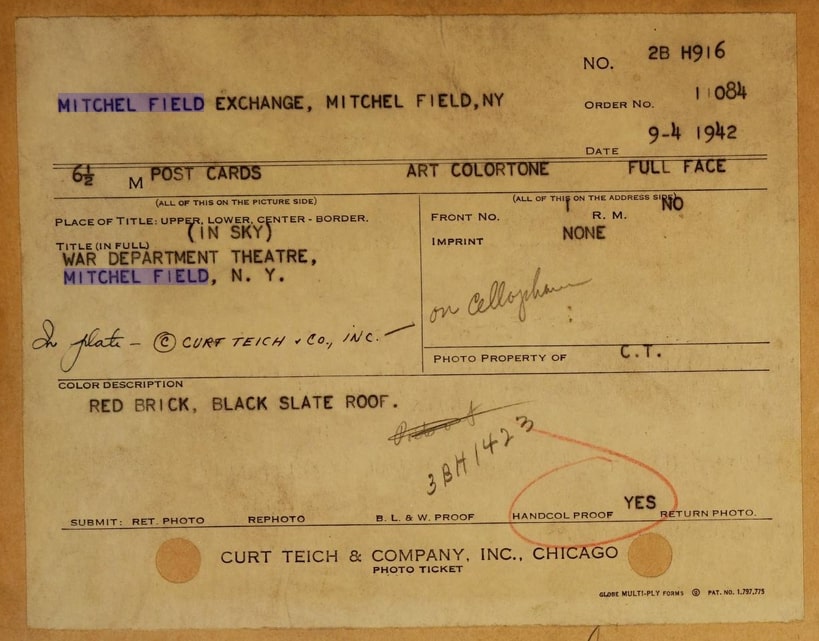 NO. 2B H916
MITCHEL FIELD EXCHANGE, MITCHEL FIELD,NY
ORDER NO. 11084
DATE 9-4 1942
6½ M POST CARDS ART COLORTONE FULL FACE
(ALL OF THIS ON THE PICTURE SIDE)
PLACE OF TITLE: UPPER, LOWER, CENTER - BORDER.
(IN SKY)
TITLE (IN FULL)
WAR DEPARTMENT THEATRE,
MITCHEL FIELD, N. Y.
In plate – © CURT TEICH & CO., INC. –
(ALL OF THIS ON THE ADDRESS SIDE)
FRONT NO. 1 R. M. NO
IMPRINT NONE
on Cellophane
PHOTO PROPERTY OF C.T.
COLOR DESCRIPTION
RED BRICK, BLACK SLATE ROOF.
3BH1423
SUBMIT: RET. PHOTO REPHOTO B. L. & W. PROOF HANDCOL PROOF YES RETURN PHOTO.
CURT TEICH & COMPANY, INC., CHICAGO
PHOTO TICKET
GLOBE MULTI-PLY FORMS © PAT. NO. 1,797,775